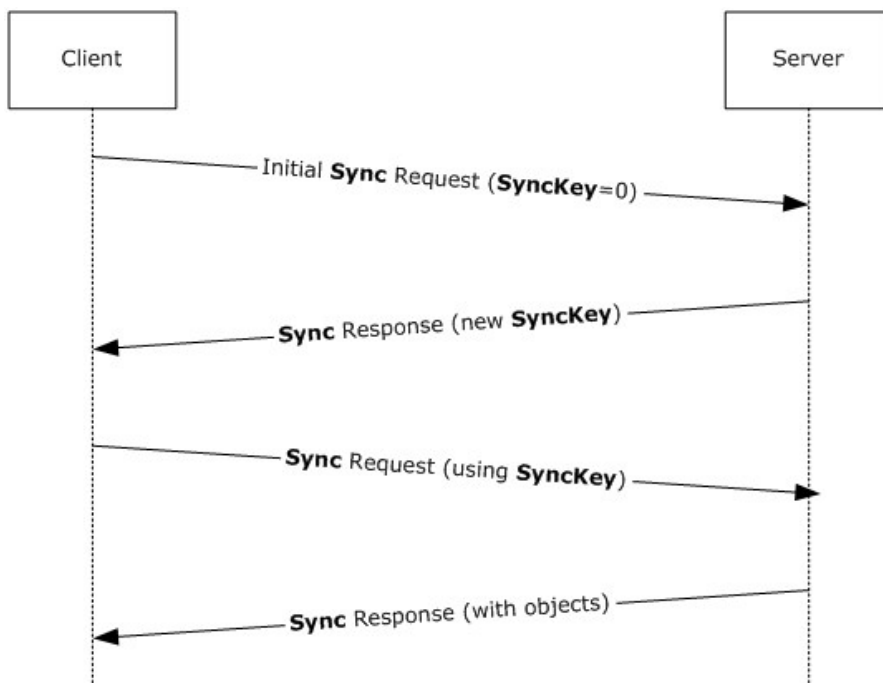 Client
Server
Initial Sync Request (SyncKey=0)
Sync Response (new SyncKey)
Sync Request (using SyncKey)
Sync Response (with objects)